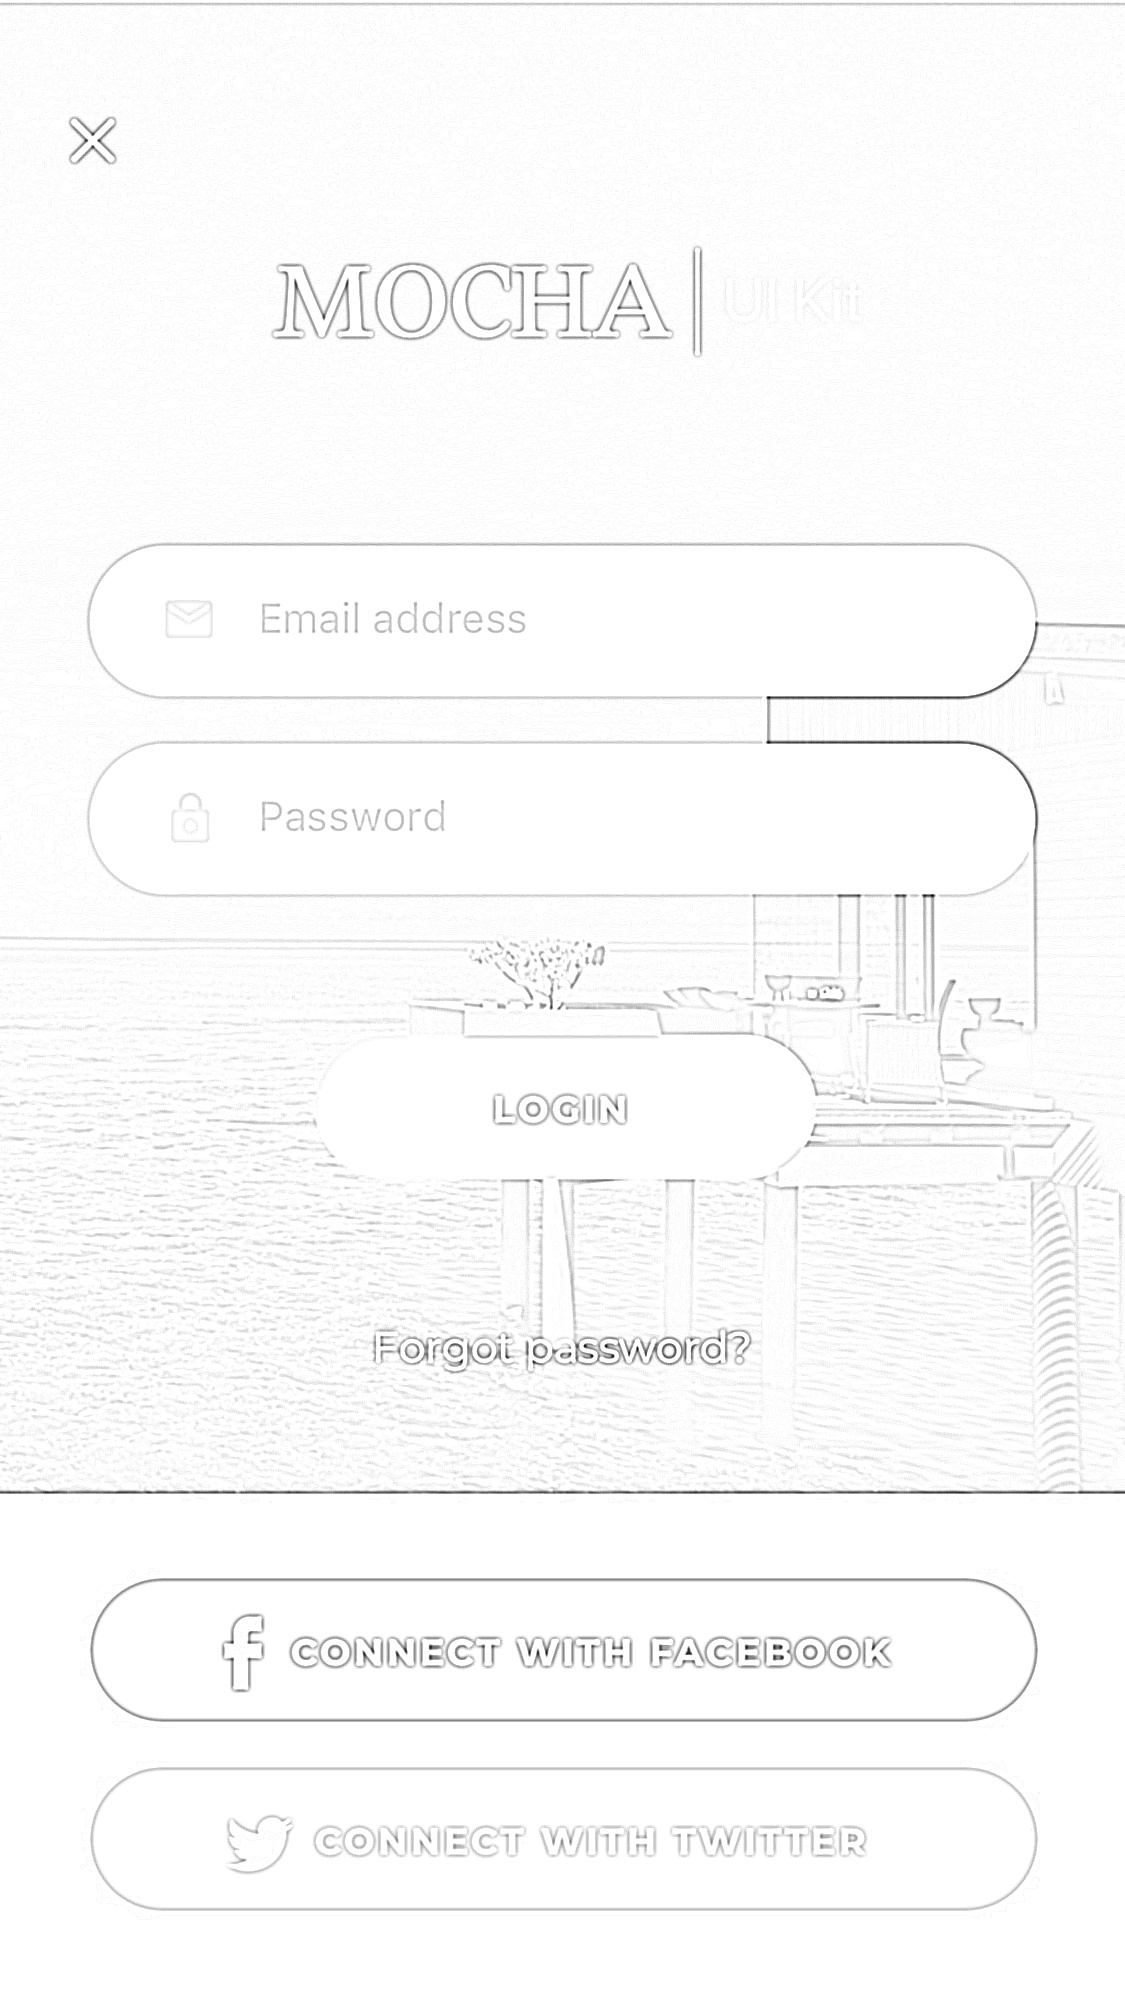 MOCHA UI Kit
Email address
Password
LOGIN
Forgot password?
CONNECT WITH FACEBOOK
CONNECT WITH TWITTER